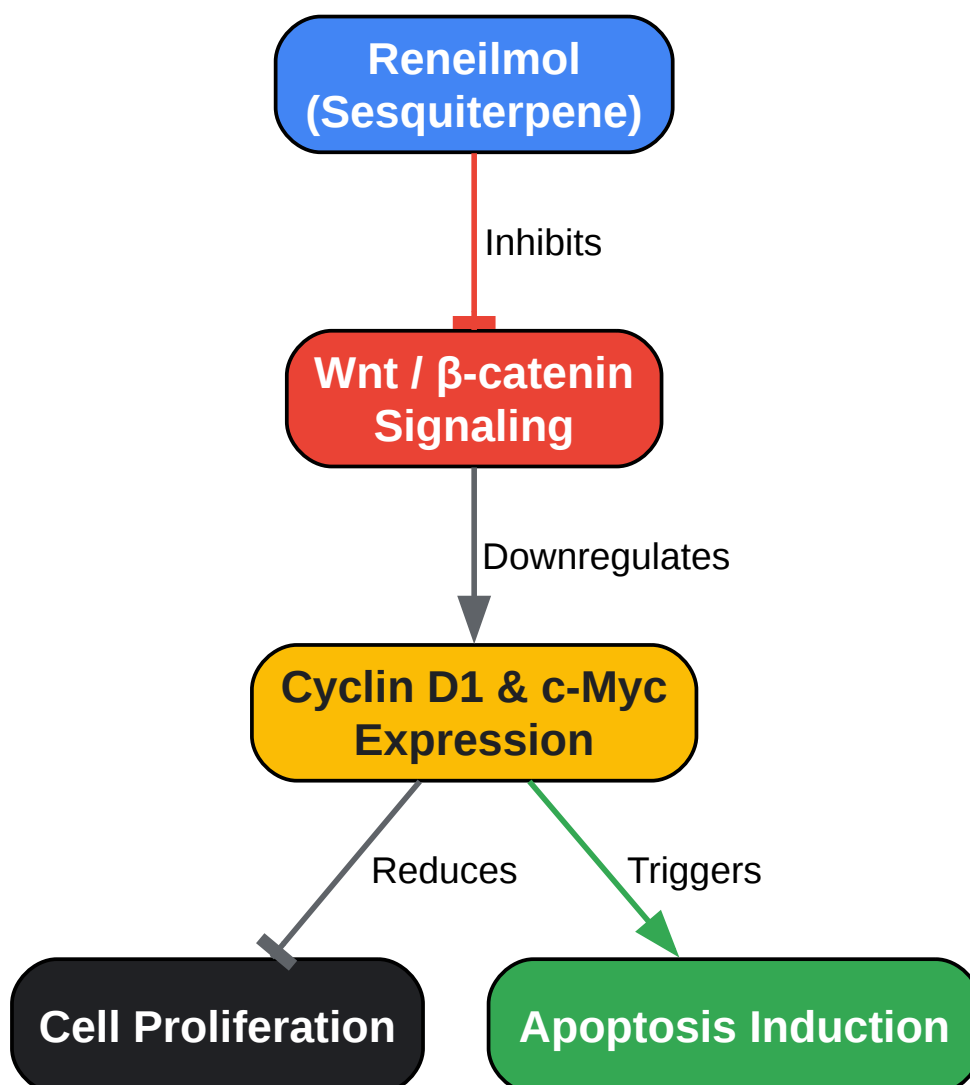 Reneilmol
(Sesquiterpene)
Inhibits
Wnt / β-catenin
Signaling
Downregulates
Cyclin D1 & c-Myc
Expression
Reduces
Triggers
Cell Proliferation
Apoptosis Induction